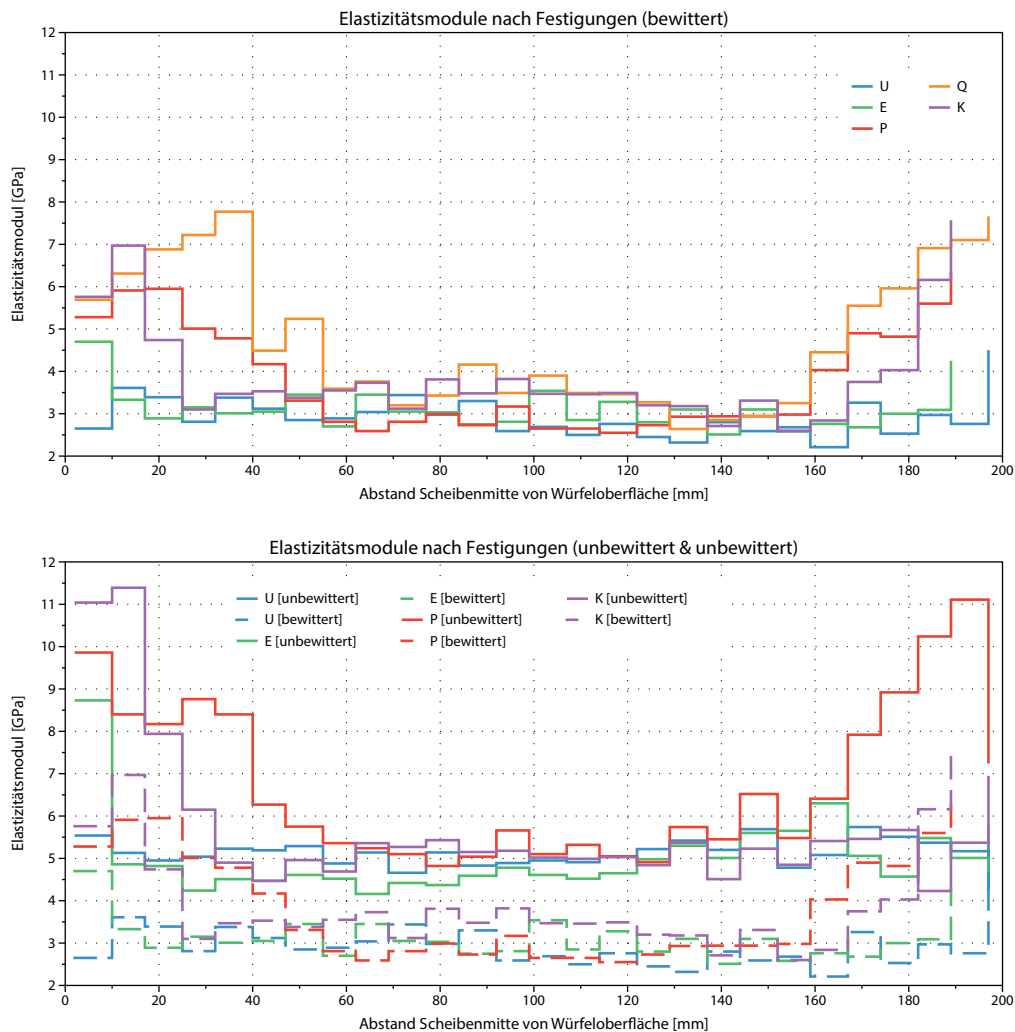 Elastizitätsmodule nach Festigungen (bewittert)
12
11
10
9
8
7
6
5
4
3
2
Elastizitätsmodul [GPa]
U
E
P
Q
K
0 20 40 60 80 100 120 140 160 180 200
Abstand Scheibenmitte von Würfeloberfläche [mm]
Elastizitätsmodule nach Festigungen (unbewittert & unbewittert)
12
11
10
9
8
7
6
5
4
3
2
Elastizitätsmodul [GPa]
U [unbewittert]
U [bewittert]
E [unbewittert]
E [bewittert]
P [unbewittert]
P [bewittert]
K [unbewittert]
K [bewittert]
0 20 40 60 80 100 120 140 160 180 200
Abstand Scheibenmitte von Würfeloberfläche [mm]